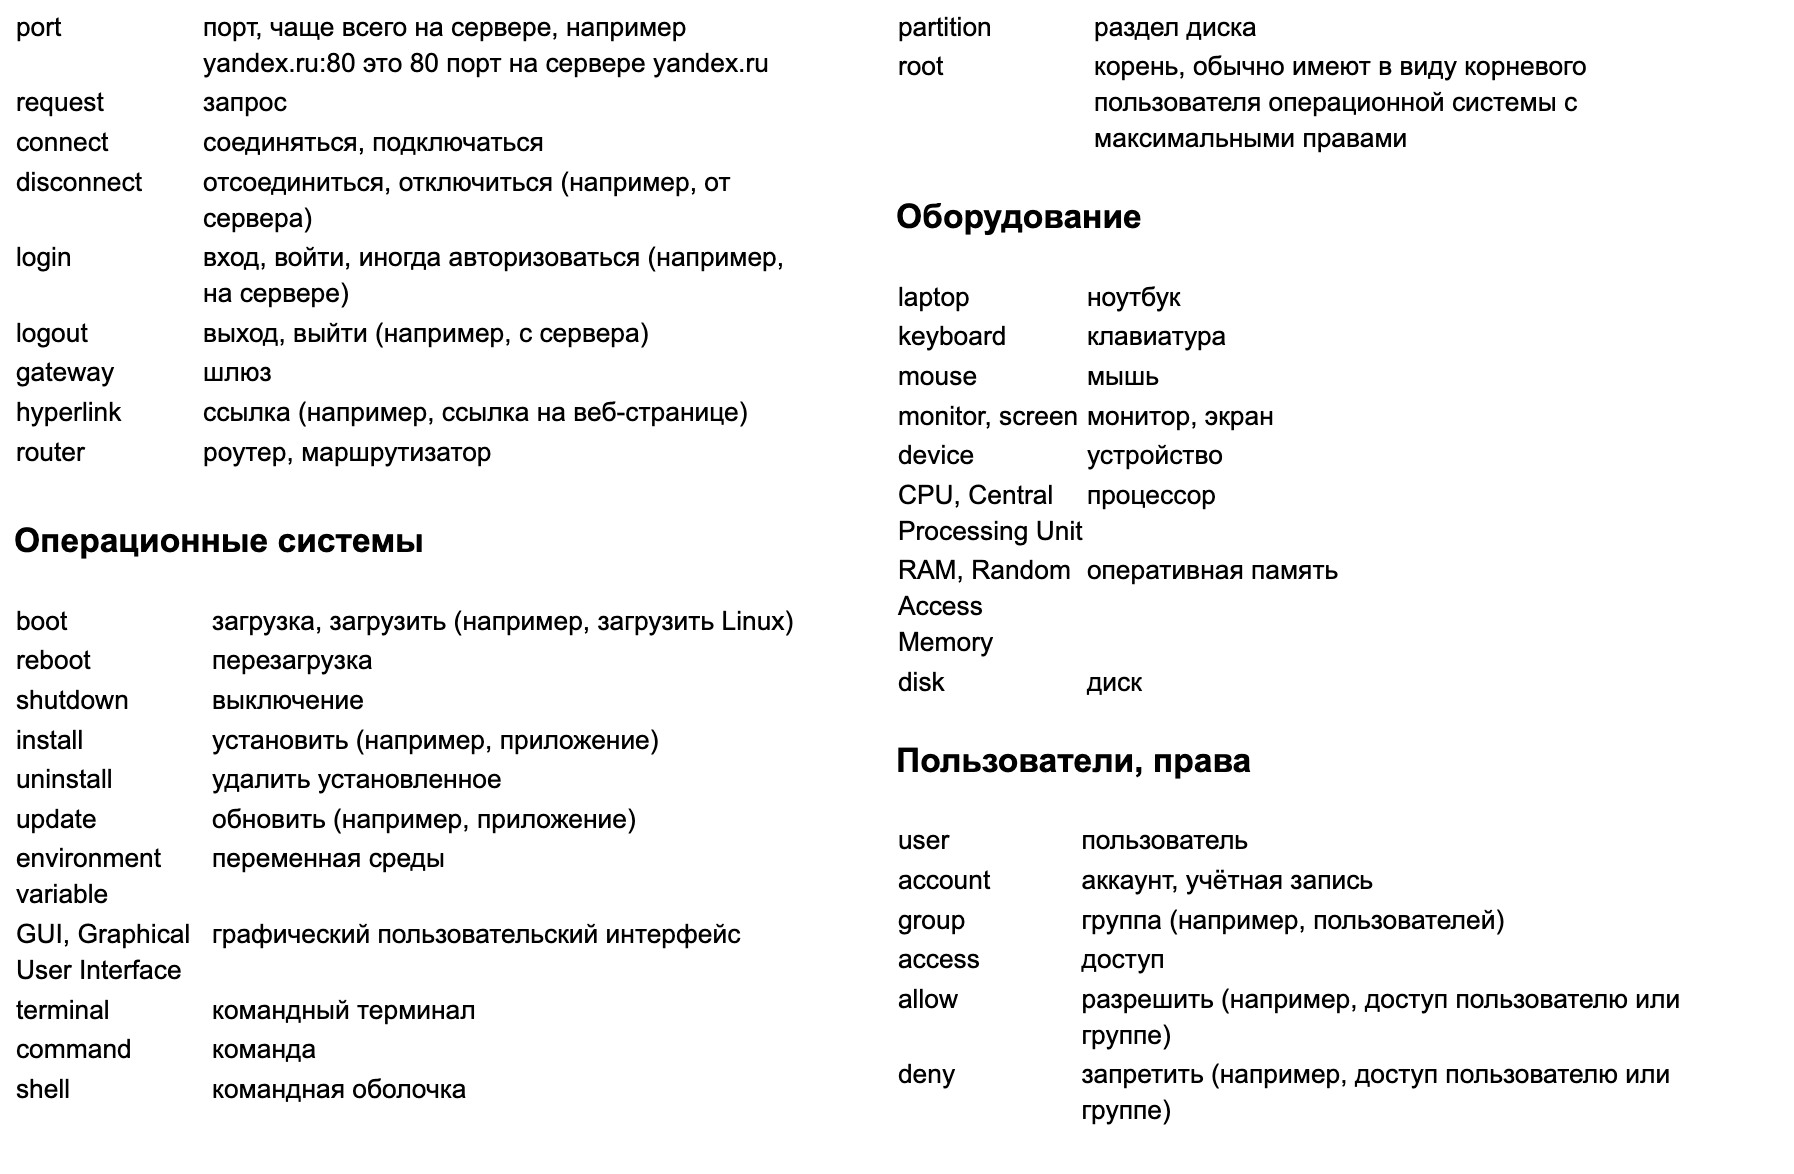 port порт, чаще всего на сервере, например
yandex.ru:80 это 80 порт на сервере yandex.ru
request запрос
connect соединяться, подключаться
disconnect отсоединиться, отключиться (например, от
сервера)
login вход, войти, иногда авторизоваться (например,
на сервере)
logout выход, выйти (например, с сервера)
gateway шлюз
hyperlink ссылка (например, ссылка на веб-странице)
router роутер, маршрутизатор
Операционные системы
boot загрузка, загрузить (например, загрузить Linux)
reboot перезагрузка
shutdown выключение
install установить (например, приложение)
uninstall удалить установленное
update обновить (например, приложение)
environment переменная среды
variable
GUI, Graphical графический пользовательский интерфейс
User Interface
terminal командный терминал
command команда
shell командная оболочка
partition раздел диска
root корень, обычно имеют в виду корневого
пользователя операционной системы с
максимальными правами
Оборудование
laptop ноутбук
keyboard клавиатура
mouse мышь
monitor, screen монитор, экран
device устройство
CPU, Central процессор
Processing Unit
RAM, Random оперативная память
Access
Memory
disk диск
Пользователи, права
user пользователь
account аккаунт, учётная запись
group группа (например, пользователей)
access доступ
allow разрешить (например, доступ пользователю или
группе)
deny запретить (например, доступ пользователю или
группе)